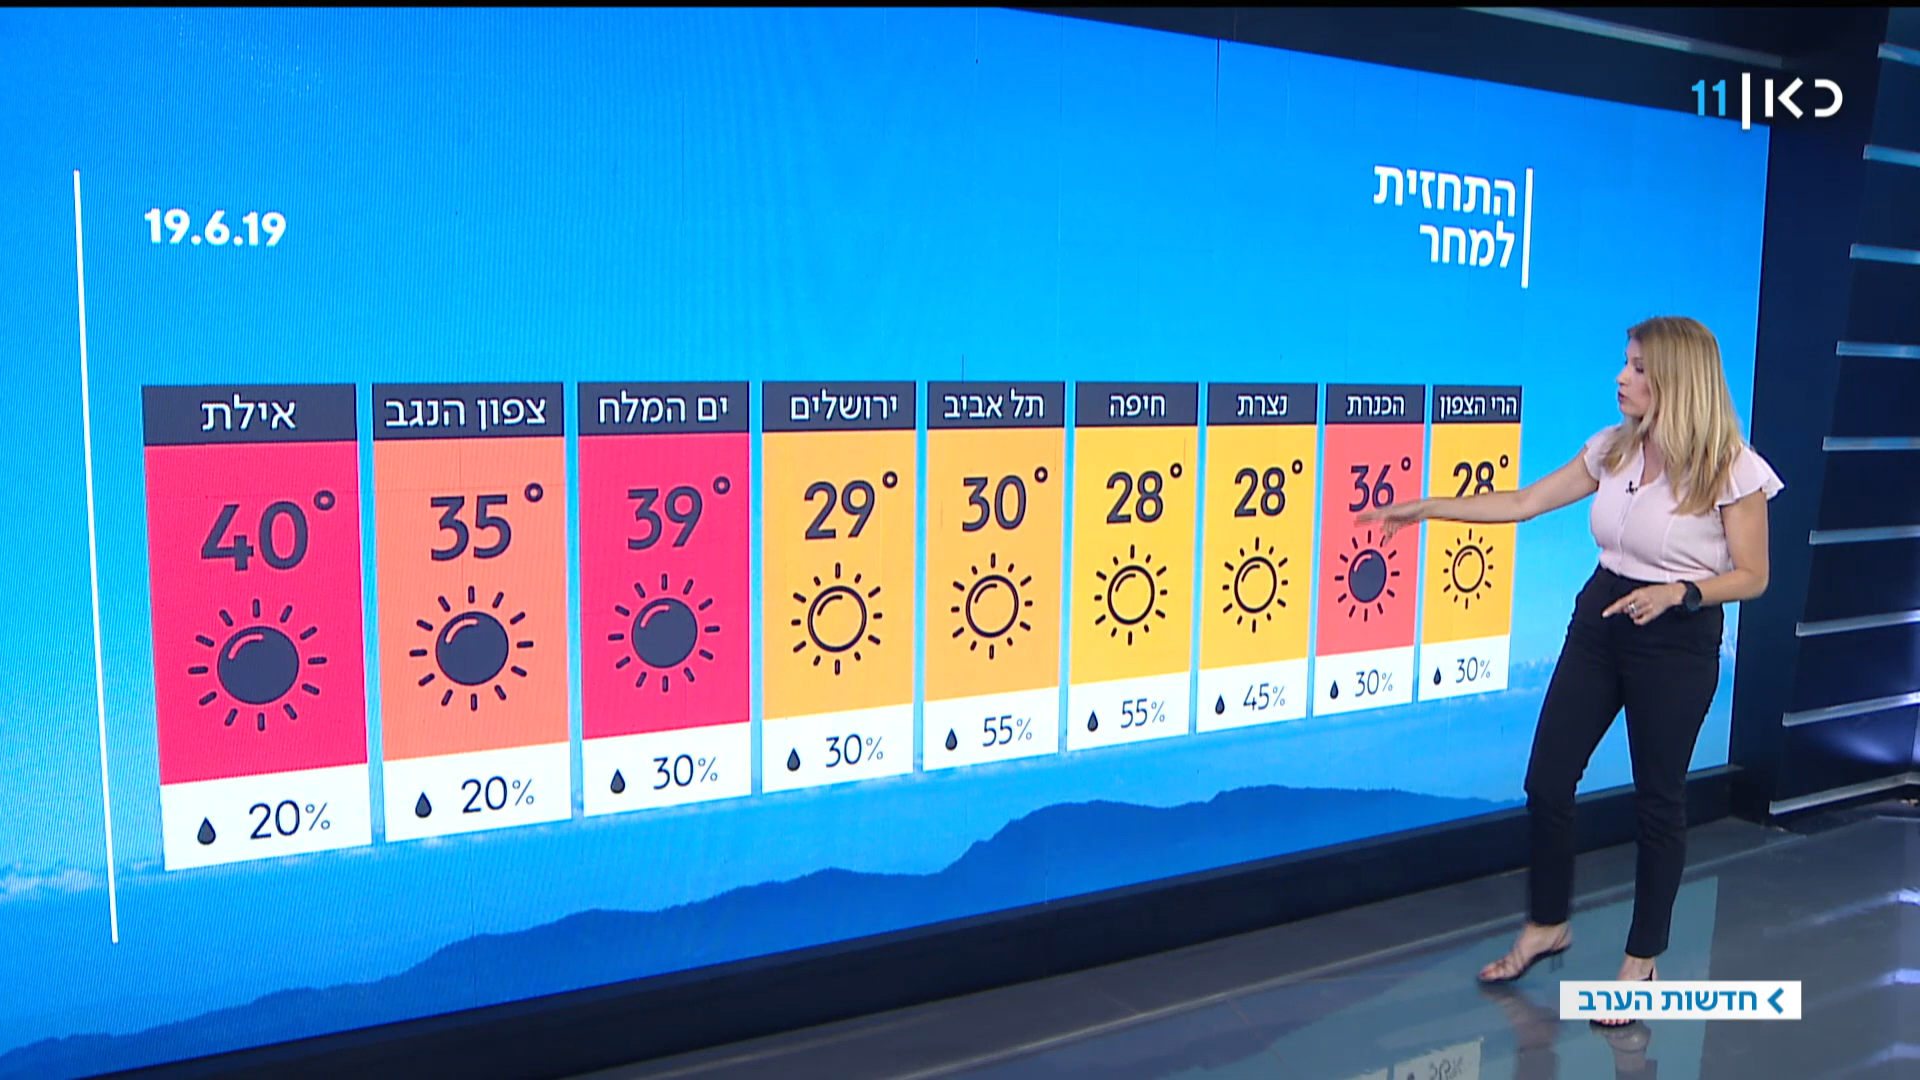 כאן 11
התחזית
למחר
19.6.19
הרי הצפון
28°
30%
הכנרת
36°
30%
נצרת
28°
45%
חיפה
28°
55%
תל אביב
30°
55%
ירושלים
29°
30%
ים המלח
39°
30%
צפון הנגב
35°
20%
אילת
40°
20%
חדשות הערב